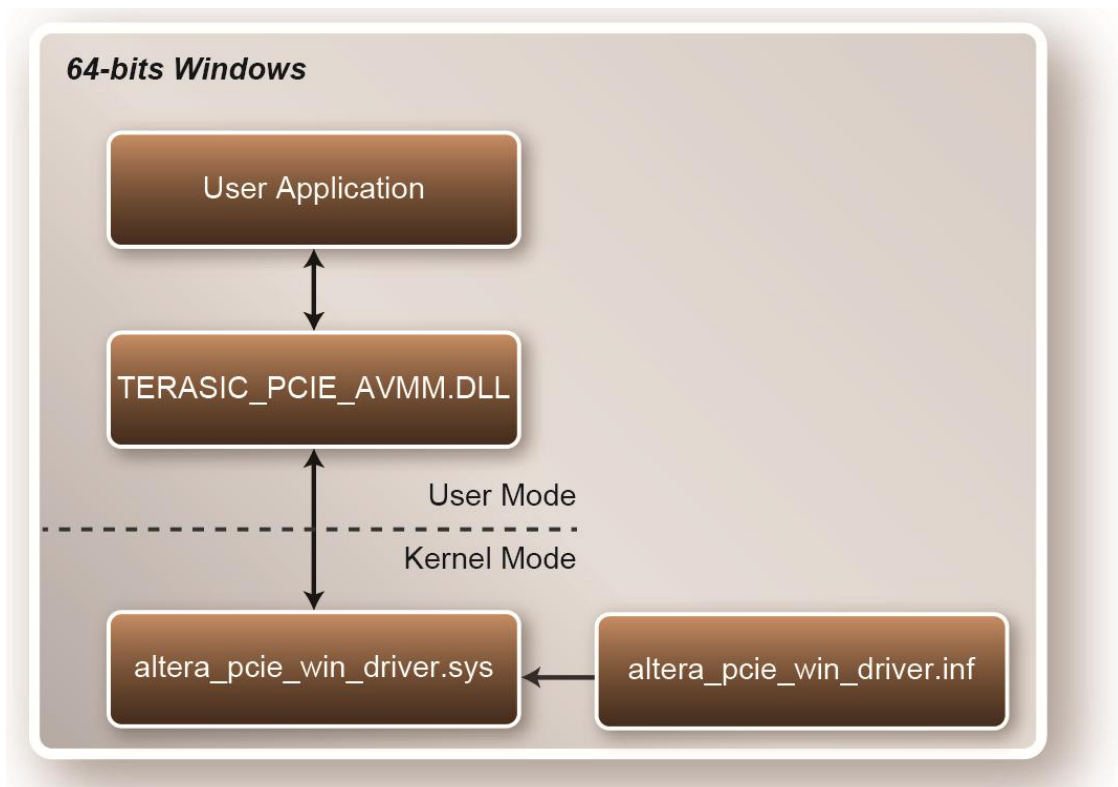 64-bits Windows
User Application
TERASIC_PCIE_AVMM.DLL
User Mode
Kernel Mode
altera_pcie_win_driver.sys
altera_pcie_win_driver.inf